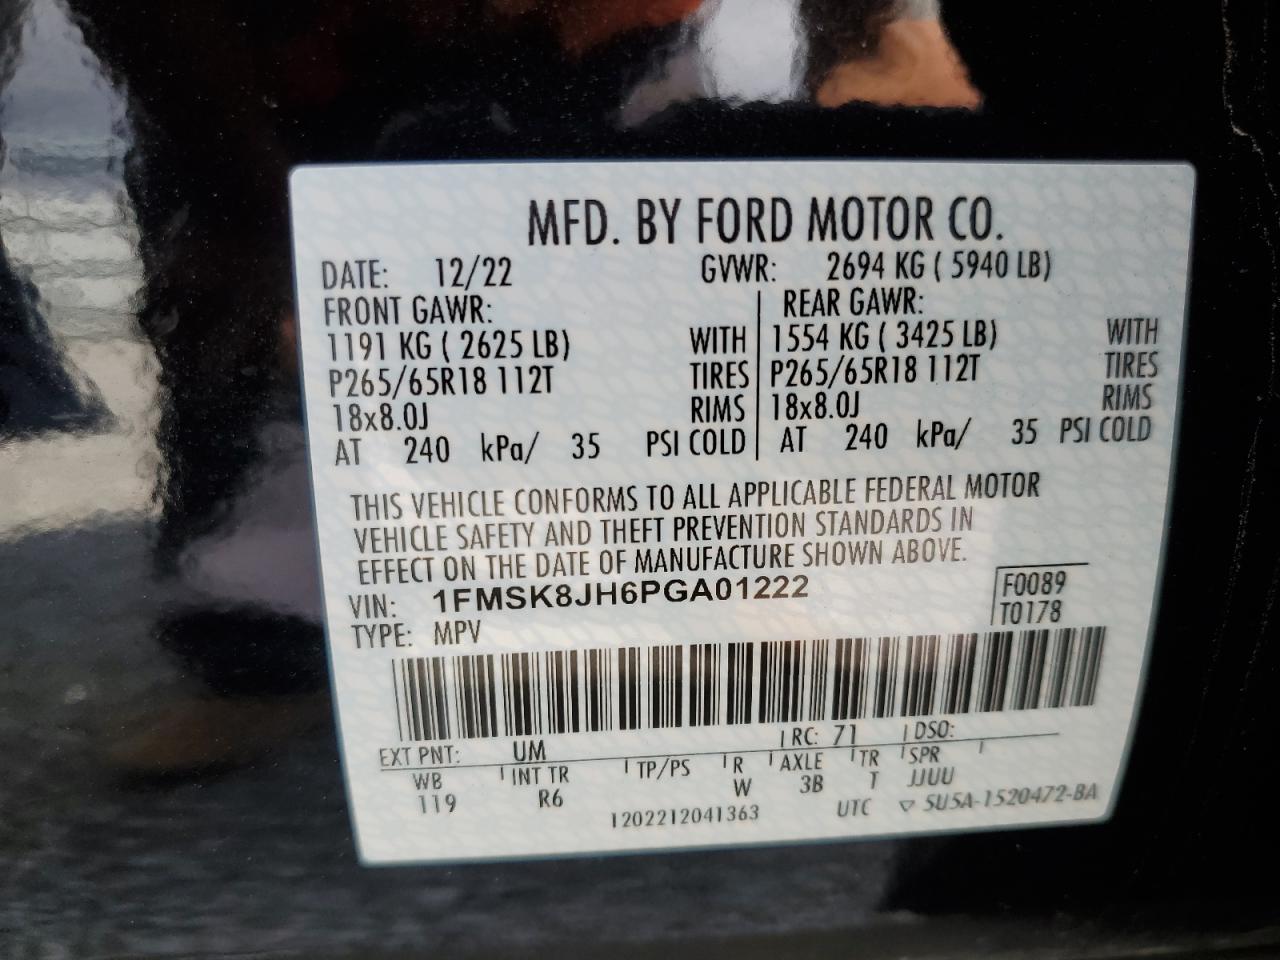 MFD. BY FORD MOTOR CO.
DATE: 12/22 GVWR: 2694 KG ( 5940 LB)
FRONT GAWR: REAR GAWR:
1191 KG ( 2625 LB) WITH 1554 KG ( 3425 LB) WITH
P265/65R18 112T TIRES P265/65R18 112T TIRES
18x8.0J RIMS 18x8.0J RIMS
AT 240 kPa/ 35 PSI COLD AT 240 kPa/ 35 PSI COLD
THIS VEHICLE CONFORMS TO ALL APPLICABLE FEDERAL MOTOR
VEHICLE SAFETY AND THEFT PREVENTION STANDARDS IN
EFFECT ON THE DATE OF MANUFACTURE SHOWN ABOVE.
VIN: 1FMSK8JH6PGA01222 F0089
TYPE: MPV T0178
EXT PNT: UM RC: 71 DSO:
WB INT TR TP/PS R AXLE TR SPR
119 R6 W 3B T JJUU
1202212041363 UTC ▽ SU5A-1520472-BA